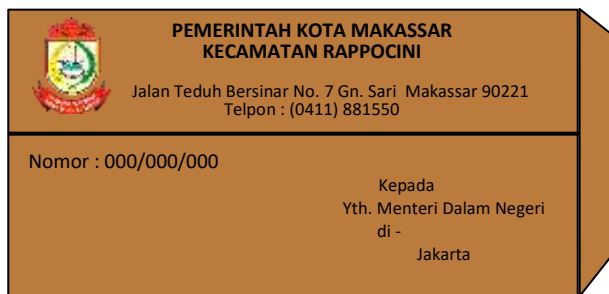 PEMERINTAH KOTA MAKASSAR
KECAMATAN RAPPOCINI
Jalan Teduh Bersinar No. 7 Gn. Sari Makassar 90221
Telpon : (0411) 881550
Nomor : 000/000/000
Kepada
Yth. Menteri Dalam Negeri
di -
Jakarta